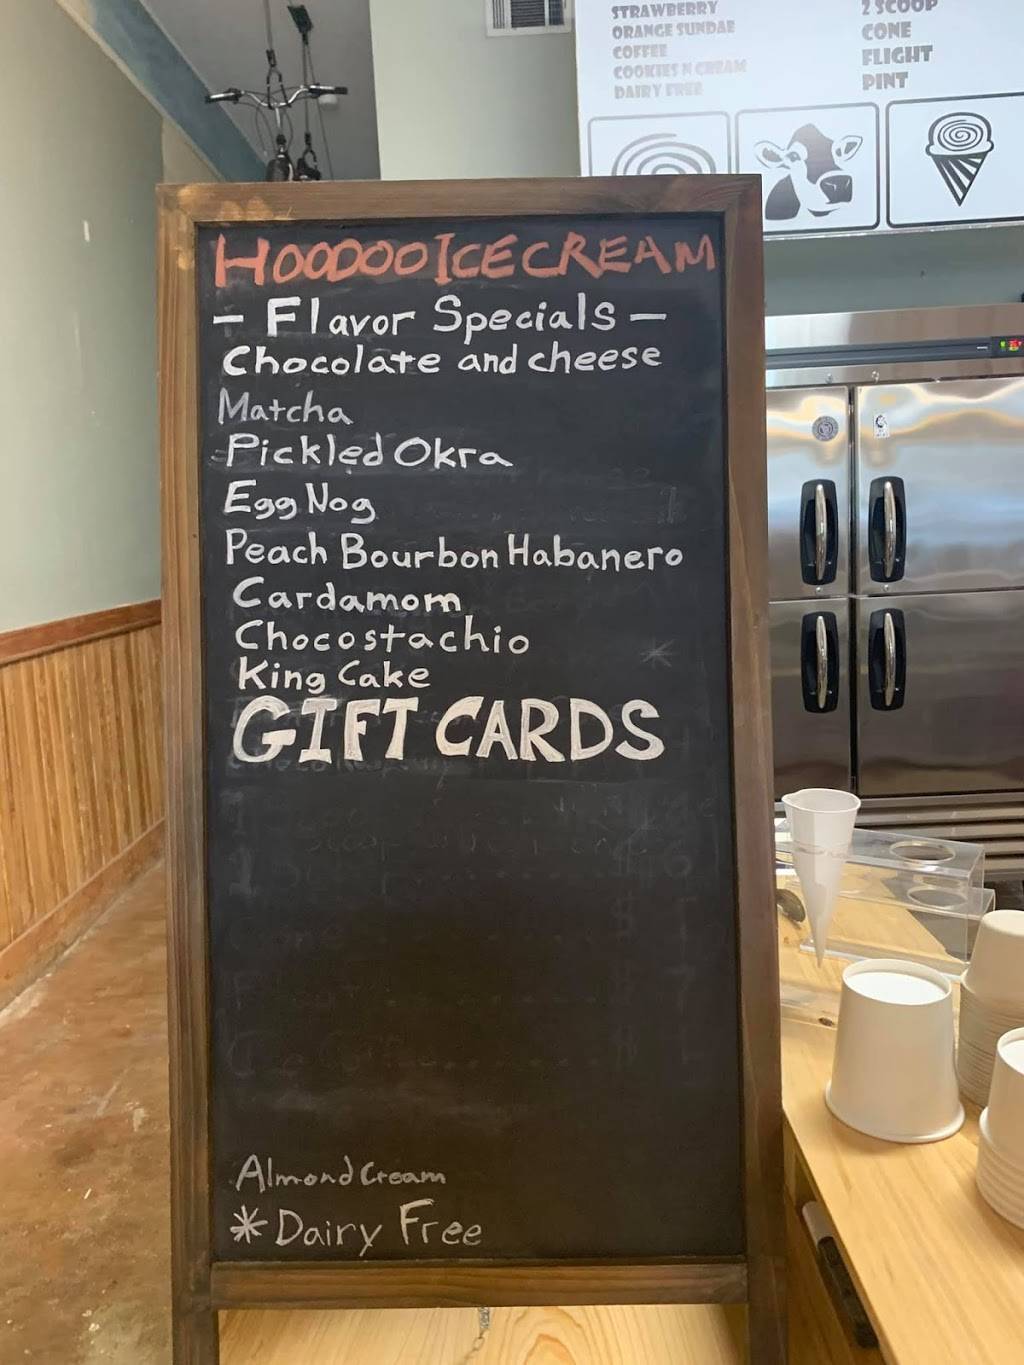 STRAWBERRY
ORANGE SUNDAE
COFFEE
COOKIES N CREAM
DAIRY FREE
2 SCOOP
CONE
FLIGHT
PINT
HOODOO ICE CREAM
- Flavor Specials -
Chocolate and cheese
Matcha
Pickled Okra
Egg Nog
Peach Bourbon Habanero
Cardamom
Chocostachio
King Cake
GIFT CARDS
Almond Cream
* Dairy Free